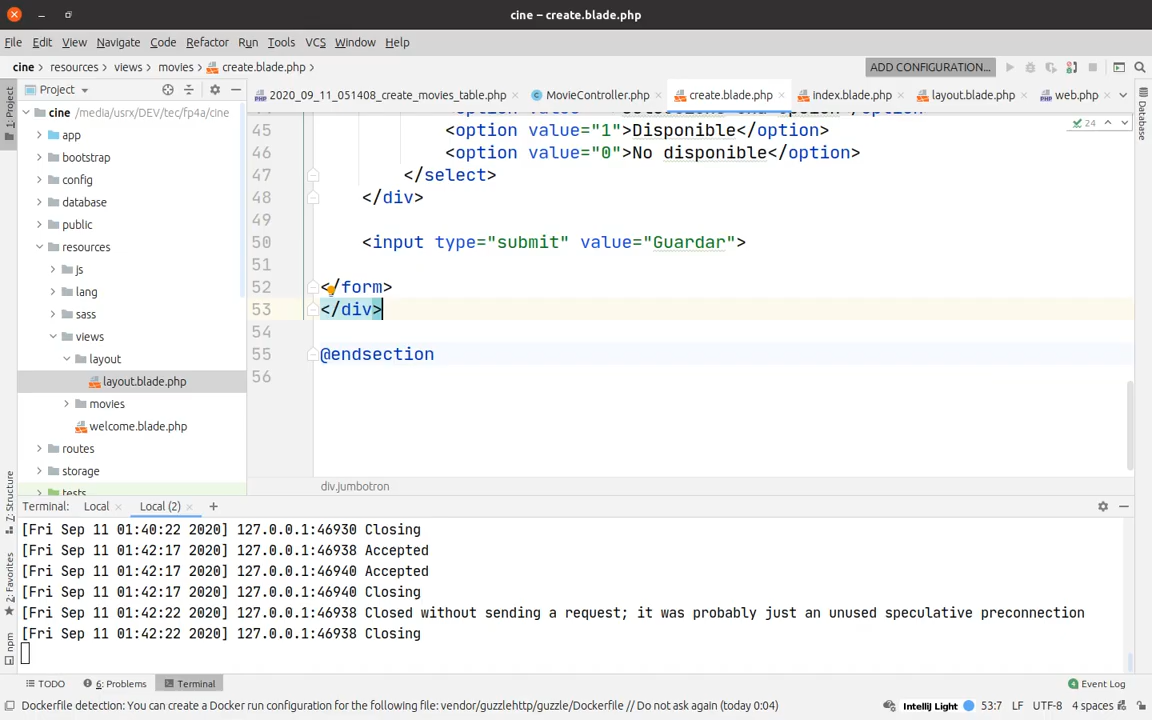 cine – create.blade.php
File Edit View Navigate Code Refactor Run Tools VCS Window Help
cine resources views movies create.blade.php ADD CONFIGURATION...
Project 2020_09_11_051408_create_movies_table.php MovieController.php create.blade.php index.blade.php layout.blade.php web.php
1: Project
Database
cine /media/usrx/DEV/tec/fp4a/cine
app
bootstrap
config
database
public
resources
js
lang
sass
views
layout
layout.blade.php
movies
welcome.blade.php
routes
storage
tests
24
45 <option value="1">Disponible</option>
46 <option value="0">No disponible</option>
47 </select>
48 </div>
49
50 <input type="submit" value="Guardar">
51
52 </form>
53 </div>
54
55 @endsection
56
div.jumbotron
Terminal: Local Local (2) +
[Fri Sep 11 01:40:22 2020] 127.0.0.1:46930 Closing
[Fri Sep 11 01:42:17 2020] 127.0.0.1:46938 Accepted
[Fri Sep 11 01:42:17 2020] 127.0.0.1:46940 Accepted
[Fri Sep 11 01:42:17 2020] 127.0.0.1:46940 Closing
[Fri Sep 11 01:42:22 2020] 127.0.0.1:46938 Closed without sending a request; it was probably just an unused speculative preconnection
[Fri Sep 11 01:42:22 2020] 127.0.0.1:46938 Closing
7: Structure
2: Favorites
npm
TODO 6: Problems Terminal Event Log
Dockerfile detection: You can create a Docker run configuration for the following file: vendor/guzzlehttp/guzzle/Dockerfile // Do not ask again (today 0:04) IntelliJ Light 53:7 LF UTF-8 4 spaces